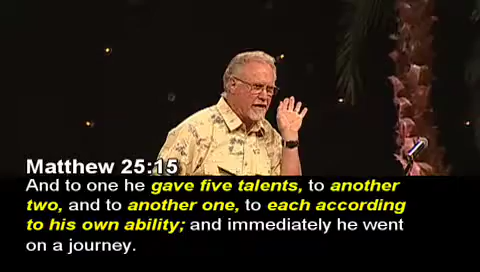 Matthew 25:15
And to one he gave five talents, to another
two, and to another one, to each according
to his own ability; and immediately he went
on a journey.